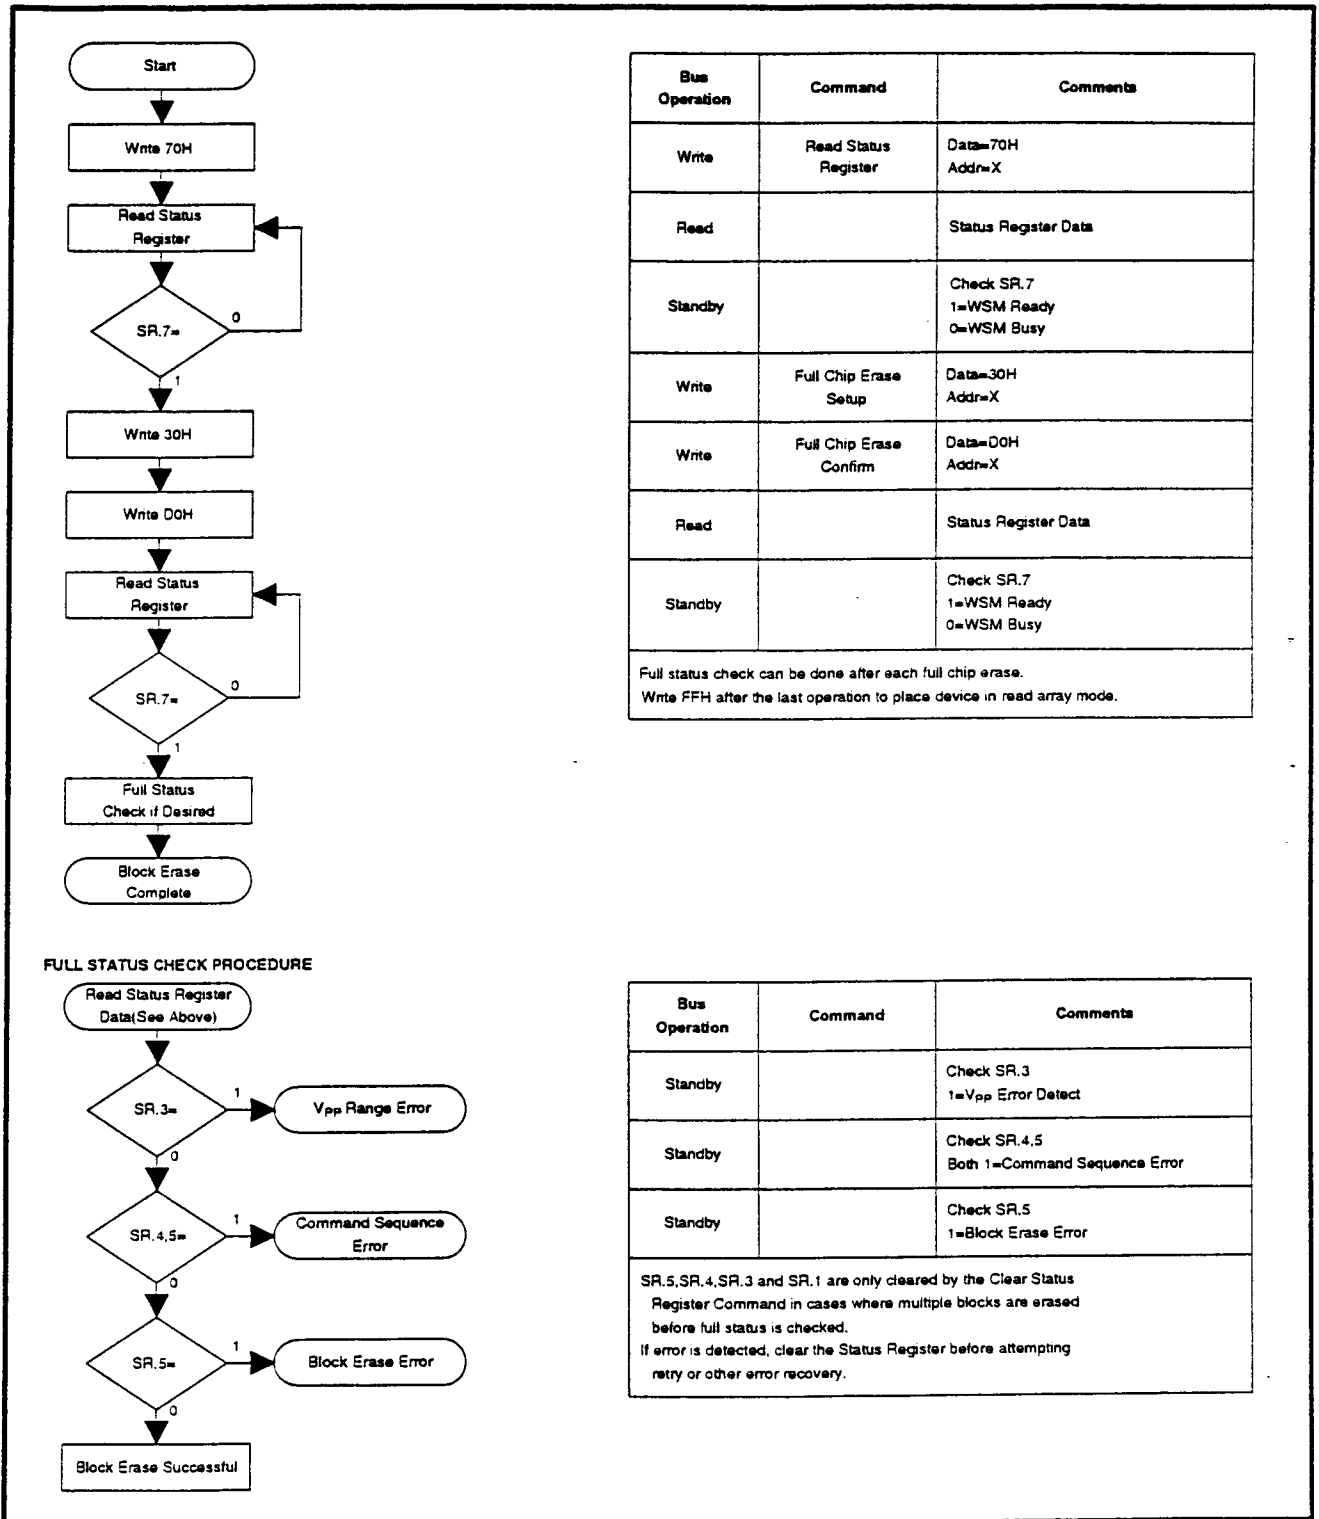 Start
Write 70H
Read Status
Register
SR.7=
0
1
Write 30H
Write D0H
Read Status
Register
SR.7=
0
1
Full Status
Check if Desired
Block Erase
Complete
Bus
Operation
Command
Comments
Write
Read Status
Register
Data=70H
Addr=X
Read
Status Register Data
Standby
Check SR.7
1=WSM Ready
0=WSM Busy
Write
Full Chip Erase
Setup
Data=30H
Addr=X
Write
Full Chip Erase
Confirm
Data=D0H
Addr=X
Read
Status Register Data
Standby
Check SR.7
1=WSM Ready
0=WSM Busy
Full status check can be done after each full chip erase.
Write FFH after the last operation to place device in read array mode.
FULL STATUS CHECK PROCEDURE
Read Status Register
Data(See Above)
SR.3=
1
VPP Range Error
0
SR.4,5=
1
Command Sequence
Error
0
SR.5=
1
Block Erase Error
0
Block Erase Successful
Bus
Operation
Command
Comments
Standby
Check SR.3
1=VPP Error Detect
Standby
Check SR.4,5
Both 1=Command Sequence Error
Standby
Check SR.5
1=Block Erase Error
SR.5,SR.4,SR.3 and SR.1 are only cleared by the Clear Status
Register Command in cases where multiple blocks are erased
before full status is checked.
If error is detected, clear the Status Register before attempting
retry or other error recovery.